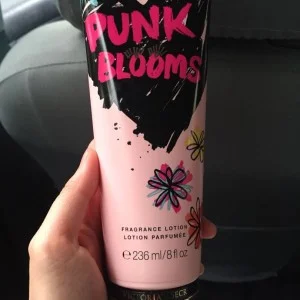 PUNK
BLOOMS
FRAGRANCE LOTION
LOTION PARFUMÉE
℮ 236 ml/8 fl oz